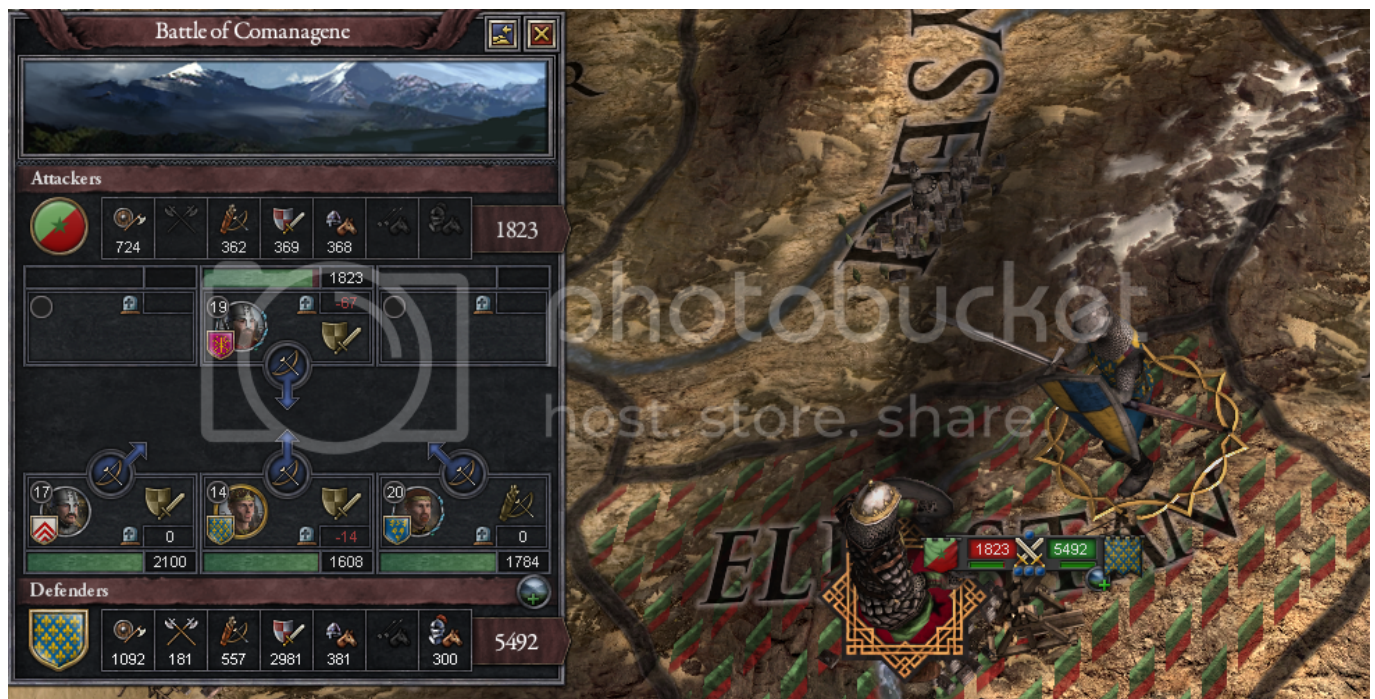 Battle of Comanagene
Attackers
724 362 369 368 1823
1823
19 -67
17 14 20
0 -14 0
2100 1608 1784
Defenders
1092 181 557 2981 381 300 5492
1823 5492
photobucket
host. store. share.